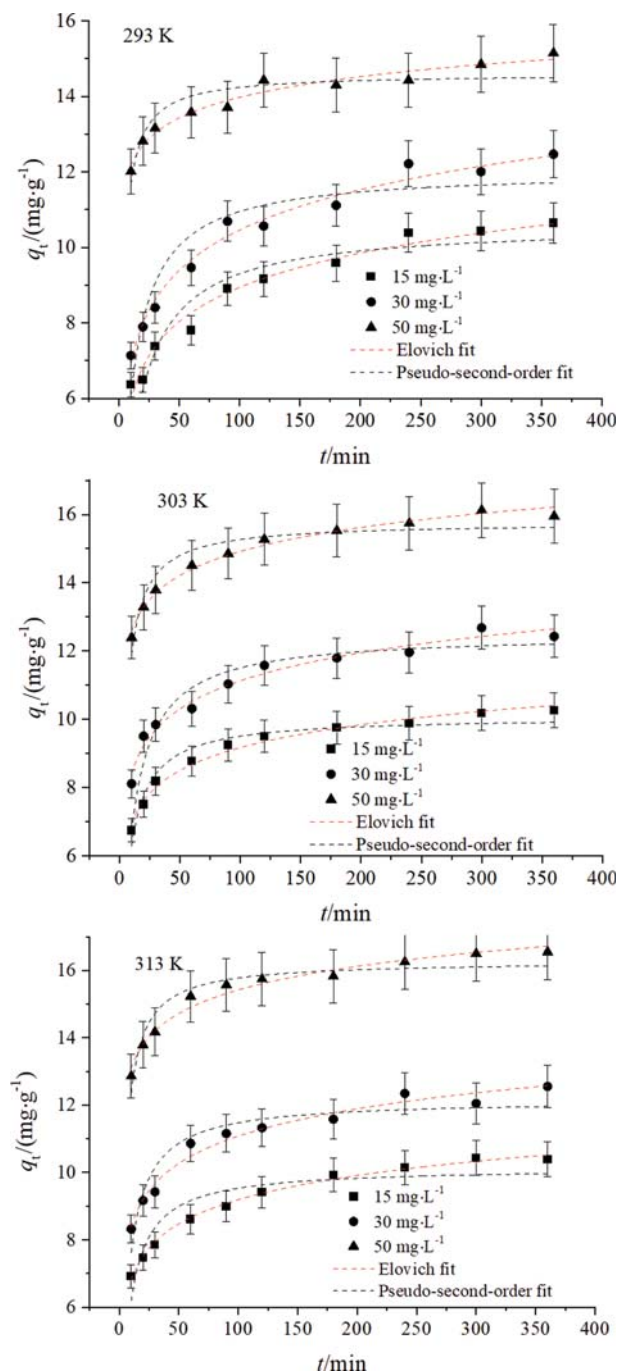 293 K
16
14
12
10
8
6
qt/(mg·g⁻¹)
15 mg·L⁻¹
30 mg·L⁻¹
50 mg·L⁻¹
Elovich fit
Pseudo-second-order fit
0 50 100 150 200 250 300 350 400
t/min
303 K
16
14
12
10
8
6
qt/(mg·g⁻¹)
15 mg·L⁻¹
30 mg·L⁻¹
50 mg·L⁻¹
Elovich fit
Pseudo-second-order fit
0 50 100 150 200 250 300 350 400
t/min
313 K
16
14
12
10
8
6
qt/(mg·g⁻¹)
15 mg·L⁻¹
30 mg·L⁻¹
50 mg·L⁻¹
Elovich fit
Pseudo-second-order fit
0 50 100 150 200 250 300 350 400
t/min